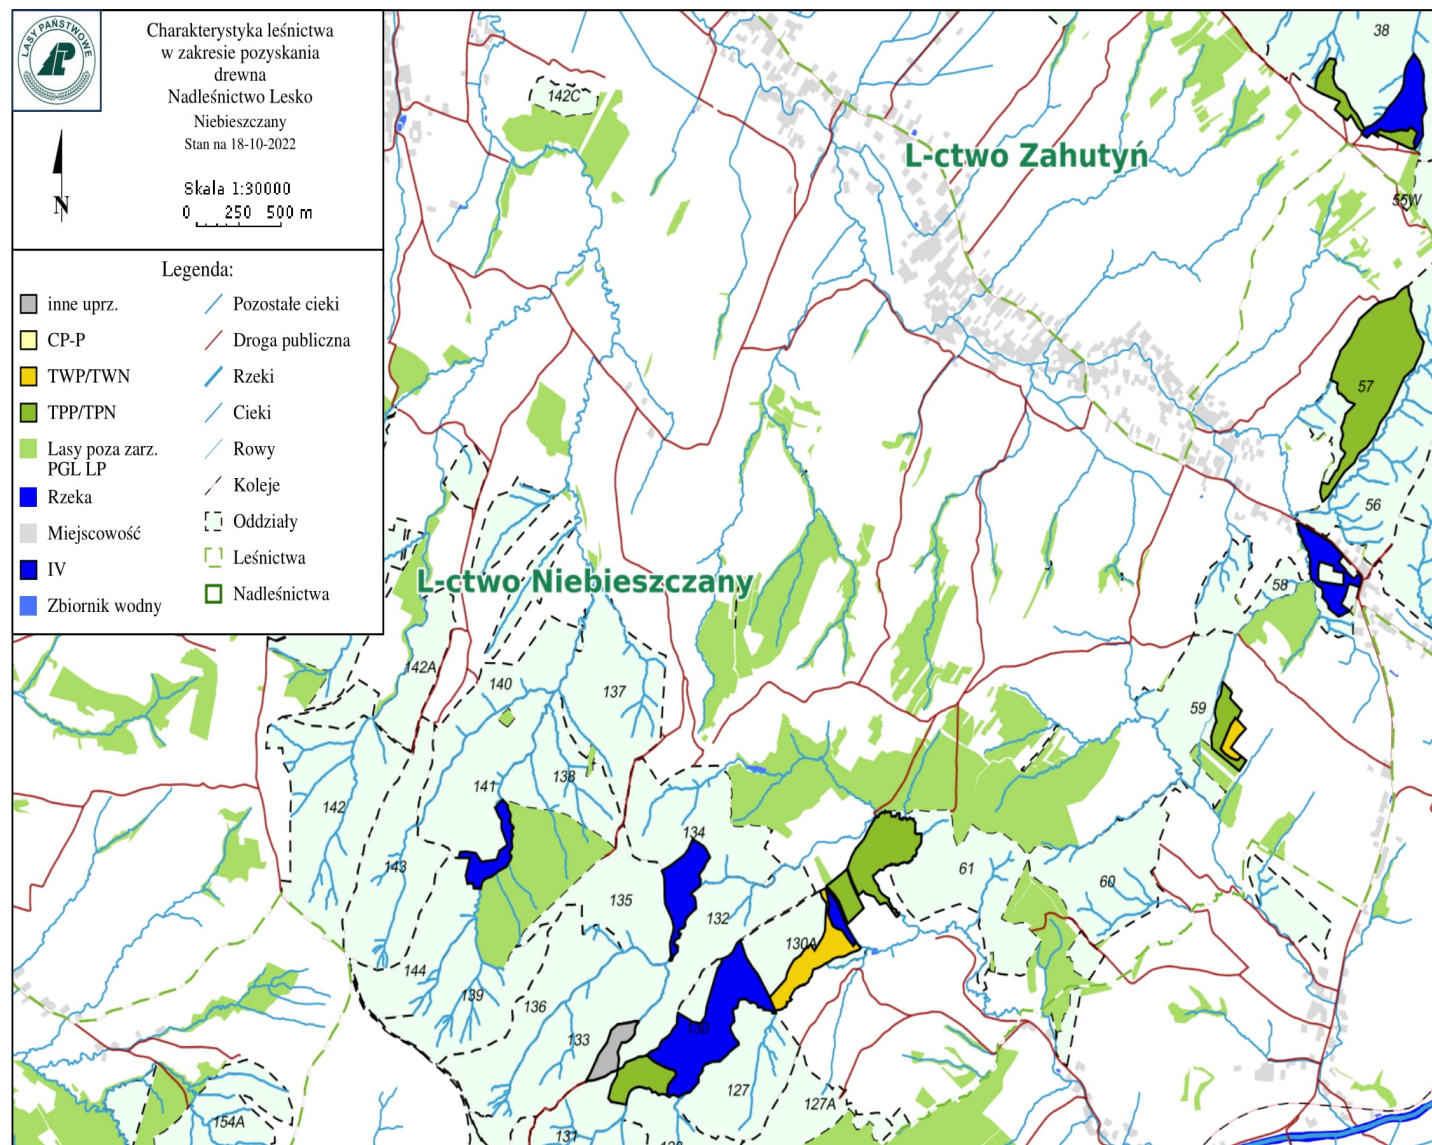 LASY PAŃSTWOWE
Charakterystyka leśnictwa
w zakresie pozyskania
drewna
Nadleśnictwo Lesko
Niebieszczany
Stan na 18-10-2022
N
Skala 1:30000
0 250 500 m
Legenda:
inne uprz.
CP-P
TWP/TWN
TPP/TPN
Lasy poza zarz.
PGL LP
Rzeka
Miejscowość
IV
Zbiornik wodny
Pozostałe cieki
Droga publiczna
Rzeki
Cieki
Rowy
Koleje
Oddziały
Leśnictwa
Nadleśnictwa
38
142C
L-ctwo Zahutyń
55W
57
56
L-ctwo Niebieszczany
58
142A
140
137
59
138
141
142
134
143
61
60
135
132
130A
144
139
136
130
133
127
127A
154A
131